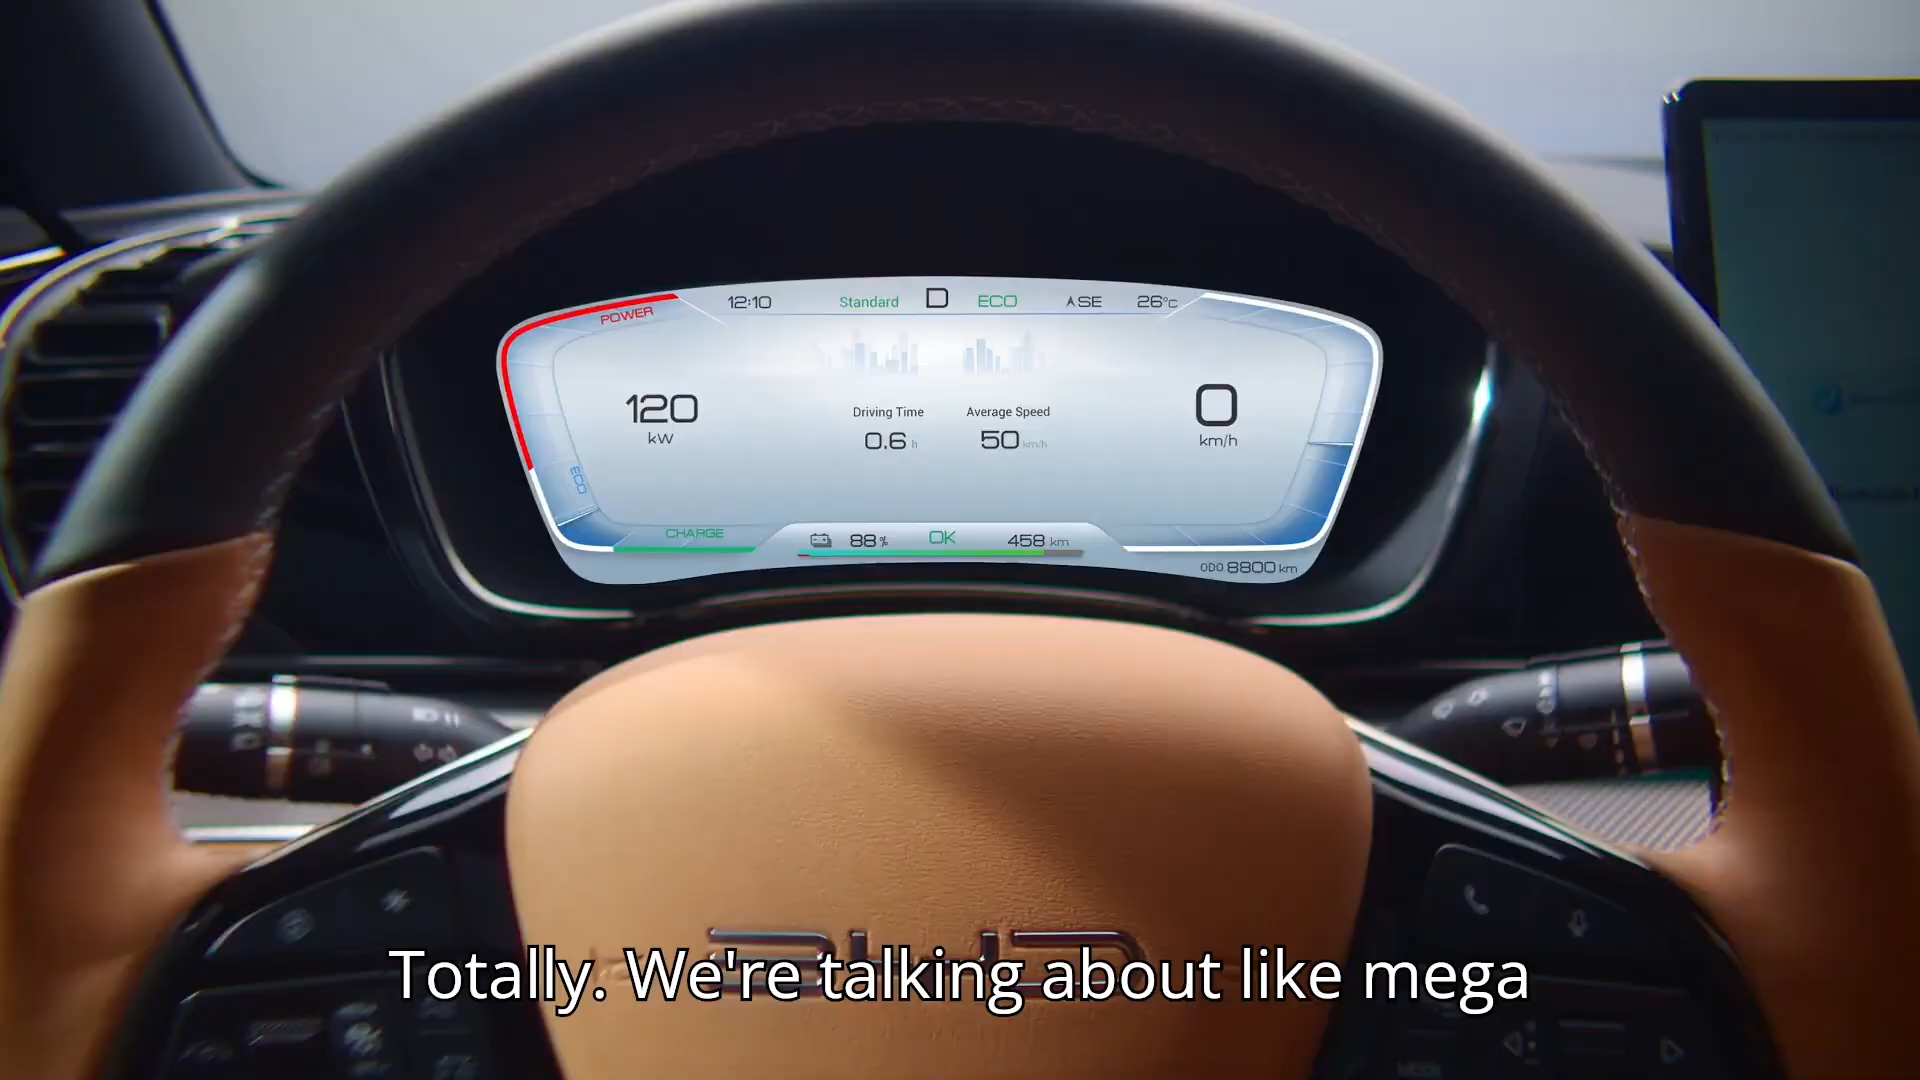 12:10
Standard
D
ECO
SE
26°C
POWER
120
kW
Driving Time
0.6 h
Average Speed
50 km/h
0
km/h
ECO
CHARGE
88 %
OK
458 km
ODO 8800 km
BYD
Totally. We're talking about like mega